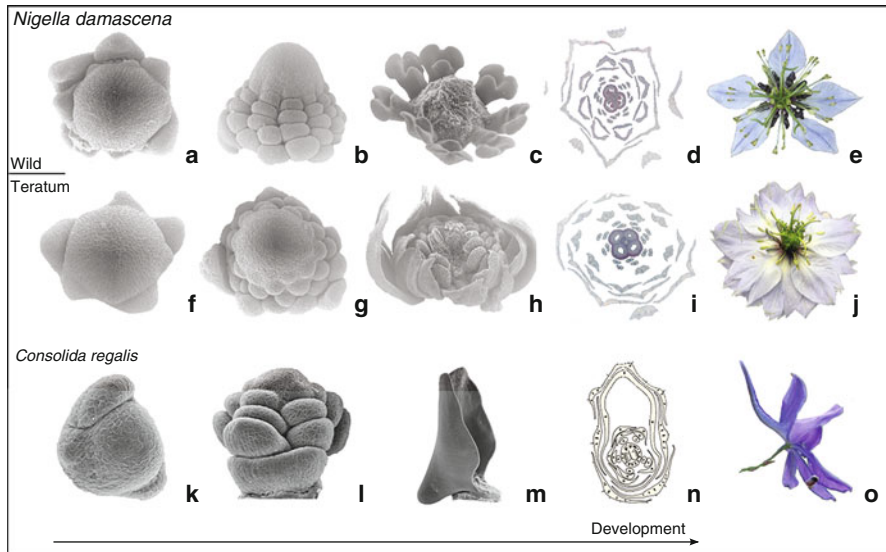 Nigella damascena
a b c d e
Wild
Teratum
f g h i j
Consolida regalis
k l m n o
Development